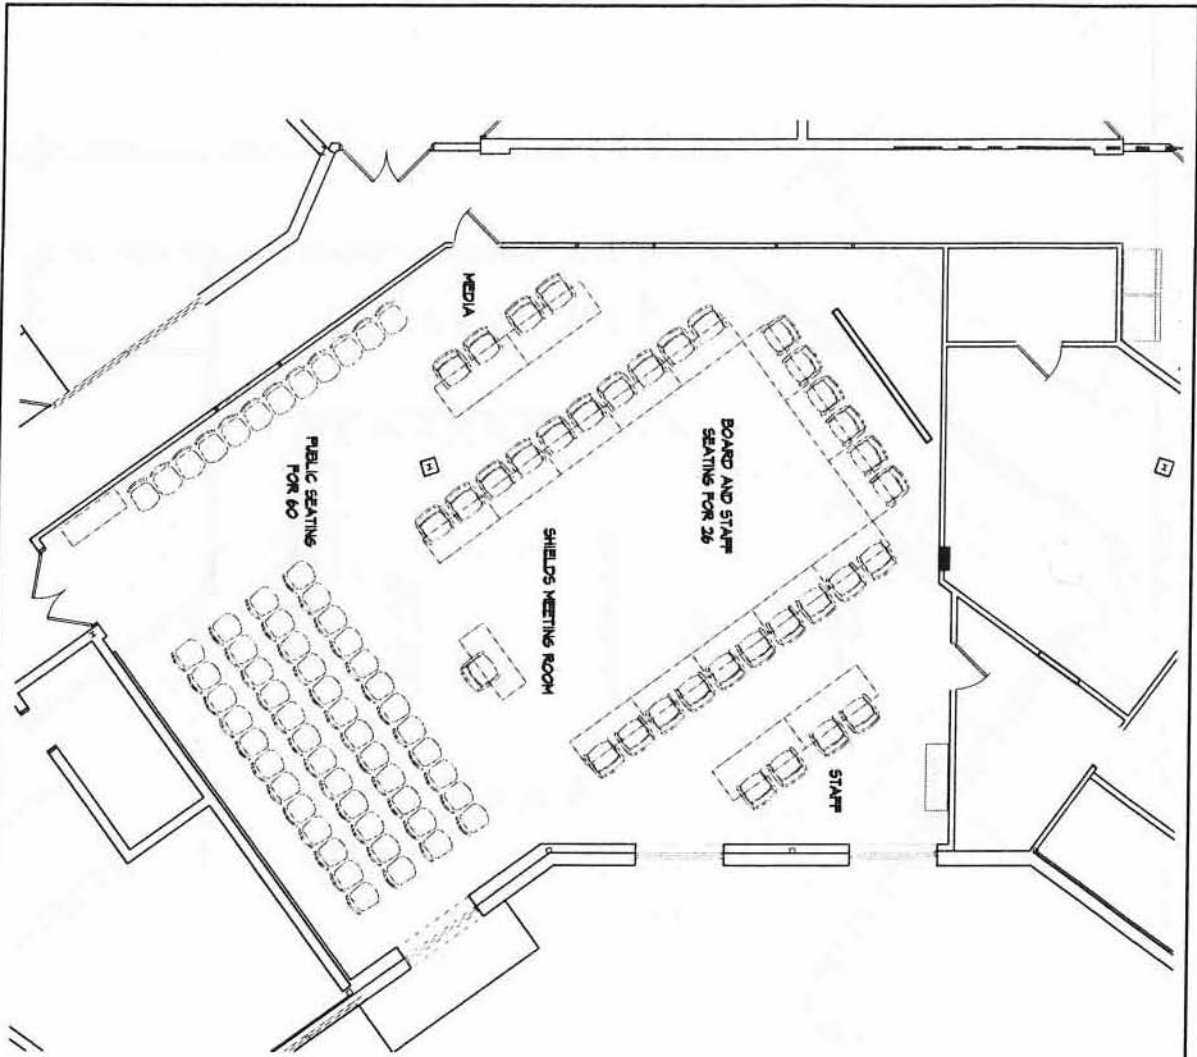 MEDIA
BOARD AND STAFF
SEATING FOR 26
PUBLIC SEATING
FOR 60
SHIELDS MEETING ROOM
STAFF